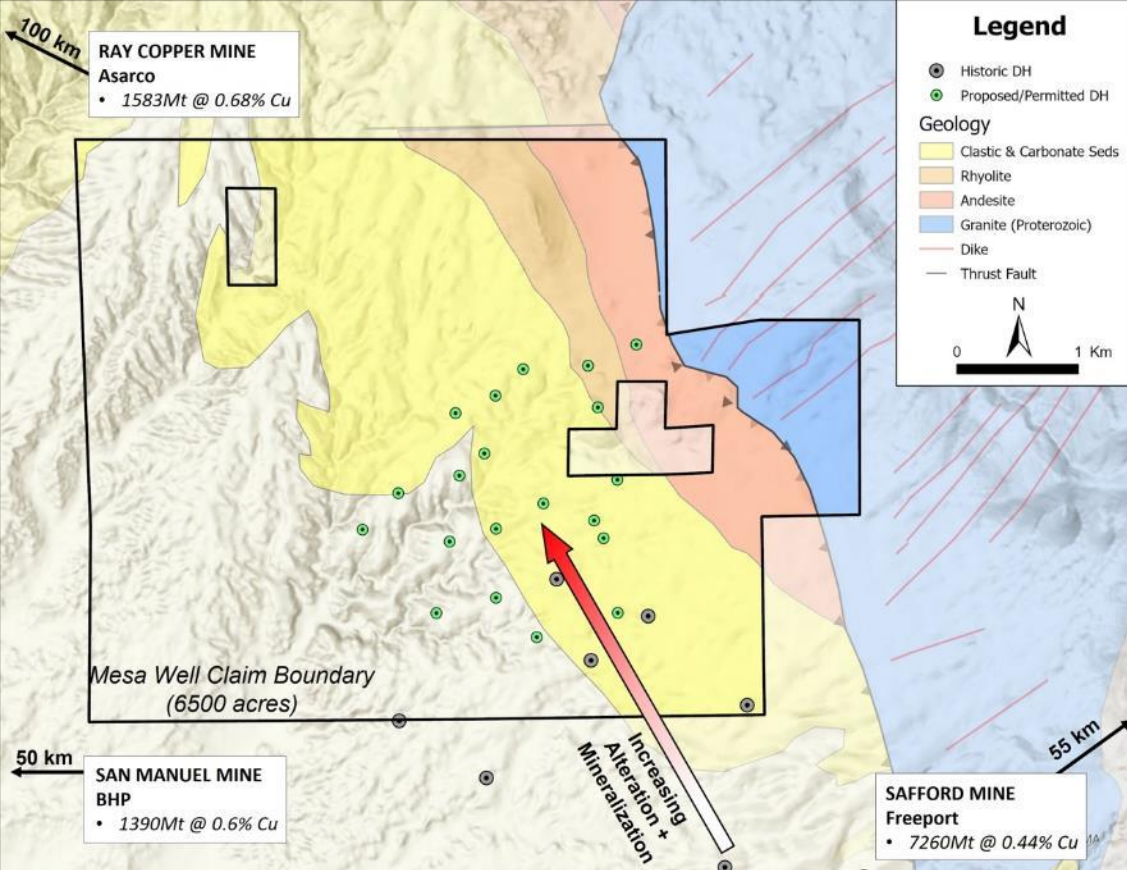 100 km
RAY COPPER MINE
Asarco
• 1583Mt @ 0.68% Cu
Legend
Historic DH
Proposed/Permitted DH
Geology
Clastic & Carbonate Seds
Rhyolite
Andesite
Granite (Proterozoic)
Dike
Thrust Fault
N
0 1 Km
Mesa Well Claim Boundary
(6500 acres)
Increasing
Alteration +
Mineralization
50 km
SAN MANUEL MINE
BHP
• 1390Mt @ 0.6% Cu
55 km
SAFFORD MINE
Freeport
• 7260Mt @ 0.44% Cu